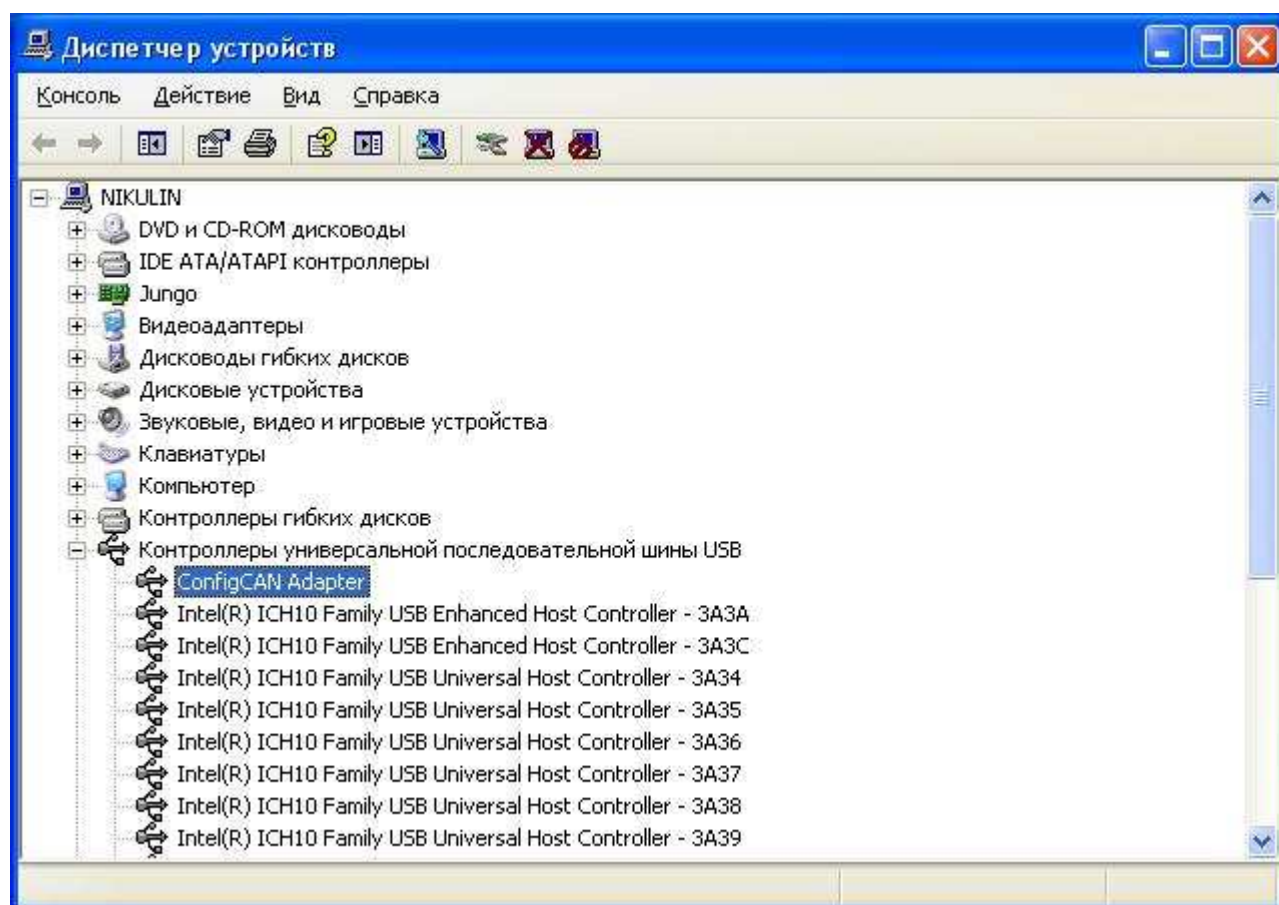 Диспетчер устройств
Консоль Действие Вид Справка
NIKULIN
DVD и CD-ROM дисководы
IDE ATA/ATAPI контроллеры
Jungo
Видеоадаптеры
Дисководы гибких дисков
Дисковые устройства
Звуковые, видео и игровые устройства
Клавиатуры
Компьютер
Контроллеры гибких дисков
Контроллеры универсальной последовательной шины USB
ConfigCAN Adapter
Intel(R) ICH10 Family USB Enhanced Host Controller - 3A3A
Intel(R) ICH10 Family USB Enhanced Host Controller - 3A3C
Intel(R) ICH10 Family USB Universal Host Controller - 3A34
Intel(R) ICH10 Family USB Universal Host Controller - 3A35
Intel(R) ICH10 Family USB Universal Host Controller - 3A36
Intel(R) ICH10 Family USB Universal Host Controller - 3A37
Intel(R) ICH10 Family USB Universal Host Controller - 3A38
Intel(R) ICH10 Family USB Universal Host Controller - 3A39